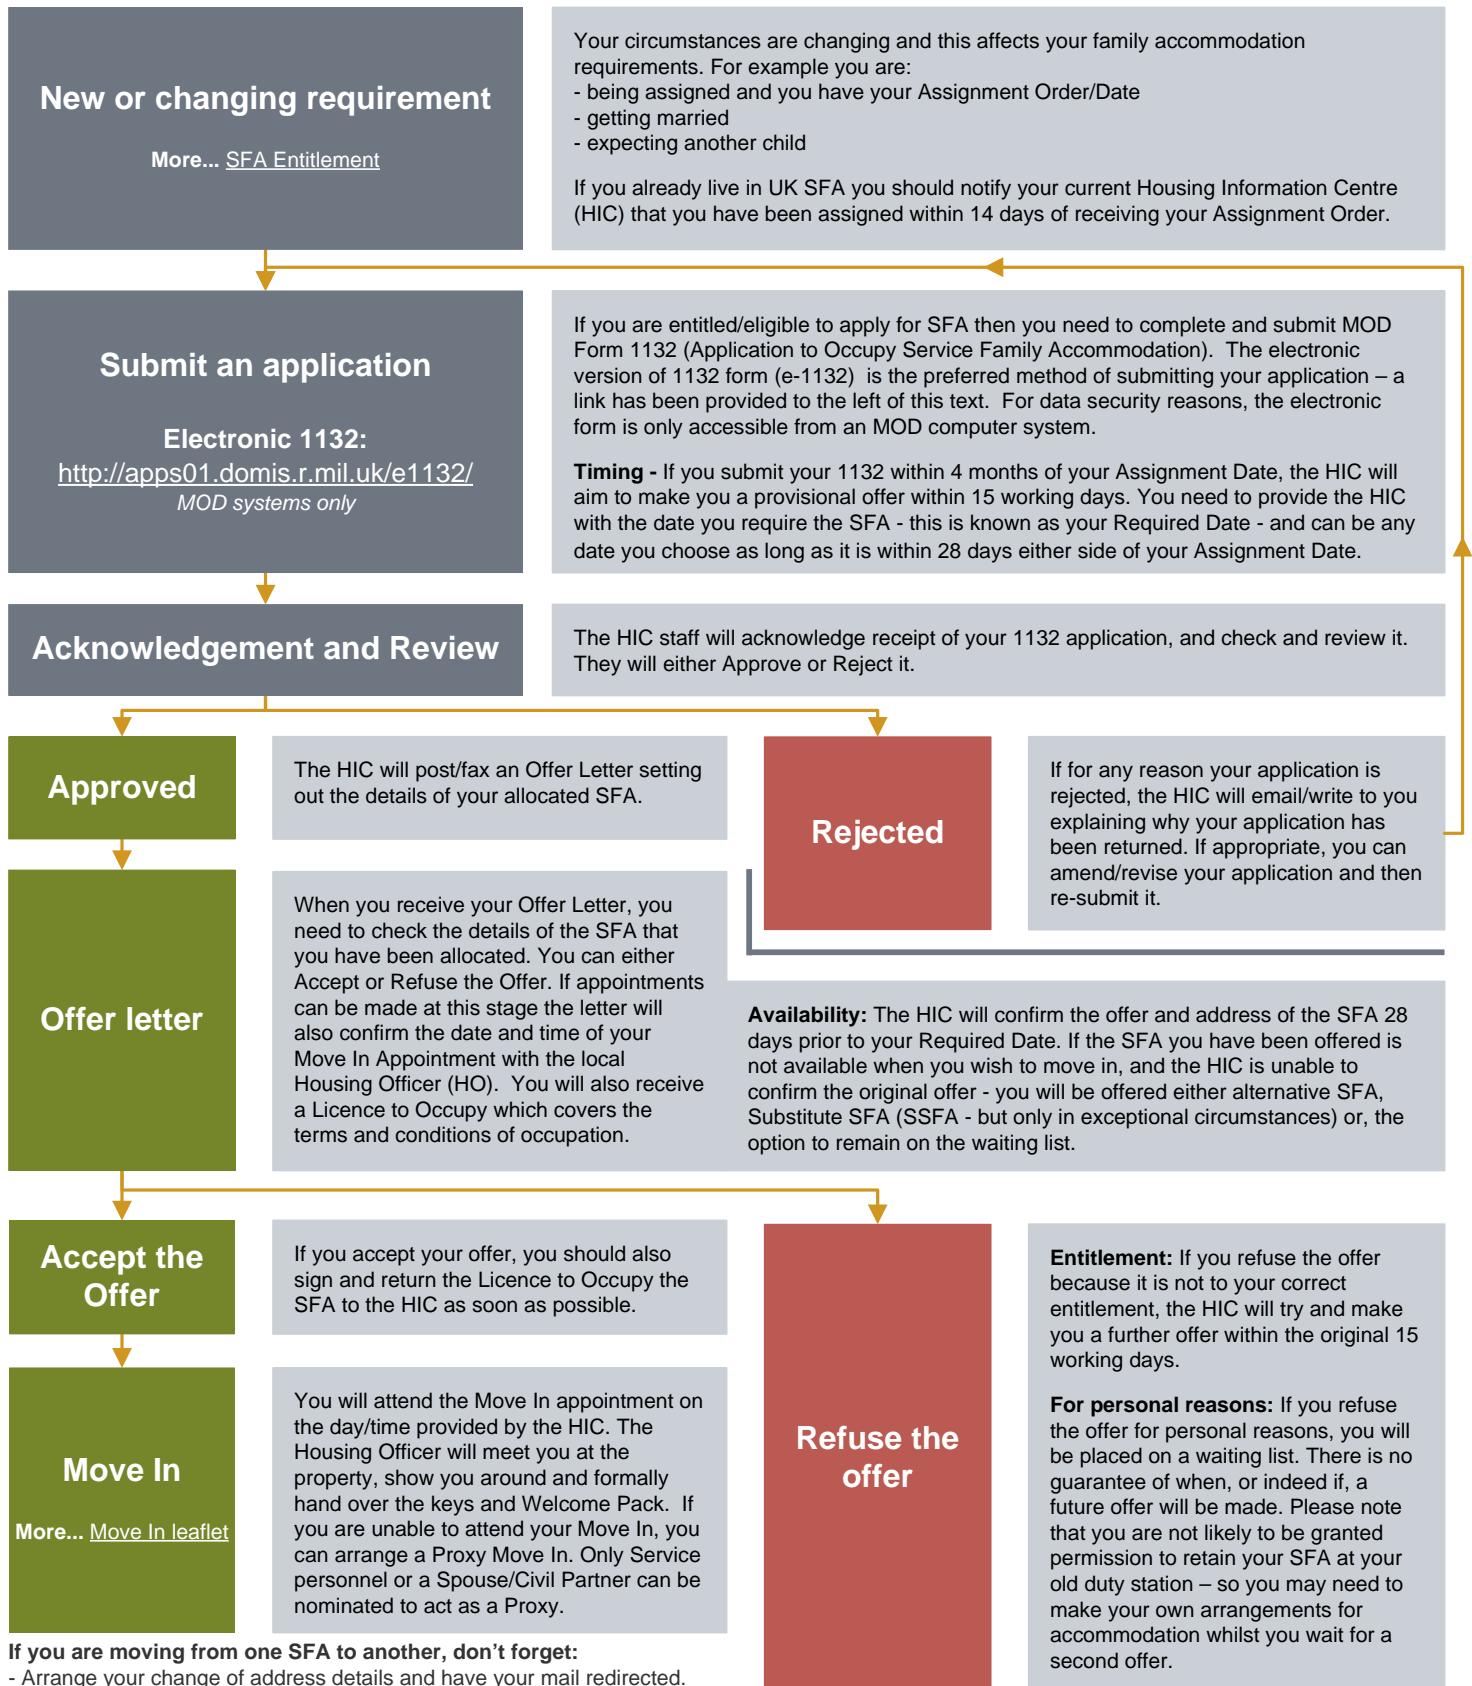 New or changing requirement
More... SFA Entitlement
Your circumstances are changing and this affects your family accommodation
requirements. For example you are:
- being assigned and you have your Assignment Order/Date
- getting married
- expecting another child
If you already live in UK SFA you should notify your current Housing Information Centre
(HIC) that you have been assigned within 14 days of receiving your Assignment Order.
Submit an application
Electronic 1132:
http://apps01.domis.r.mil.uk/e1132/
MOD systems only
If you are entitled/eligible to apply for SFA then you need to complete and submit MOD
Form 1132 (Application to Occupy Service Family Accommodation).  The electronic
version of 1132 form (e-1132)  is the preferred method of submitting your application – a
link has been provided to the left of this text.  For data security reasons, the electronic
form is only accessible from an MOD computer system.
Timing - If you submit your 1132 within 4 months of your Assignment Date, the HIC will
aim to make you a provisional offer within 15 working days. You need to provide the HIC
with the date you require the SFA - this is known as your Required Date - and can be any
date you choose as long as it is within 28 days either side of your Assignment Date.
Acknowledgement and Review
The HIC staff will acknowledge receipt of your 1132 application, and check and review it.
They will either Approve or Reject it.
Approved
The HIC will post/fax an Offer Letter setting
out the details of your allocated SFA.
Rejected
If for any reason your application is
rejected, the HIC will email/write to you
explaining why your application has
been returned. If appropriate, you can
amend/revise your application and then
re-submit it.
Offer letter
When you receive your Offer Letter, you
need to check the details of the SFA that
you have been allocated. You can either
Accept or Refuse the Offer. If appointments
can be made at this stage the letter will
also confirm the date and time of your
Move In Appointment with the local
Housing Officer (HO).  You will also receive
a Licence to Occupy which covers the
terms and conditions of occupation.
Availability: The HIC will confirm the offer and address of the SFA 28
days prior to your Required Date. If the SFA you have been offered is
not available when you wish to move in, and the HIC is unable to
confirm the original offer - you will be offered either alternative SFA,
Substitute SFA (SSFA - but only in exceptional circumstances) or, the
option to remain on the waiting list.
Accept the
Offer
If you accept your offer, you should also
sign and return the Licence to Occupy the
SFA to the HIC as soon as possible.
Move In
More... Move In leaflet
You will attend the Move In appointment on
the day/time provided by the HIC. The
Housing Officer will meet you at the
property, show you around and formally
hand over the keys and Welcome Pack.  If
you are unable to attend your Move In, you
can arrange a Proxy Move In. Only Service
personnel or a Spouse/Civil Partner can be
nominated to act as a Proxy.
Refuse the
offer
Entitlement: If you refuse the offer
because it is not to your correct
entitlement, the HIC will try and make
you a further offer within the original 15
working days.
For personal reasons: If you refuse
the offer for personal reasons, you will
be placed on a waiting list. There is no
guarantee of when, or indeed if, a
future offer will be made. Please note
that you are not likely to be granted
permission to retain your SFA at your
old duty station – so you may need to
make your own arrangements for
accommodation whilst you wait for a
second offer.
If you are moving from one SFA to another, don't forget:
- Arrange your change of address details and have your mail redirected.